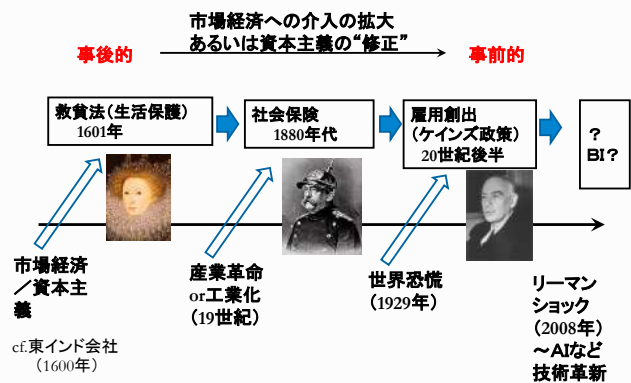 市場経済への介入の拡大
あるいは資本主義の“修正”
事後的
事前的
救貧法(生活保護)
1601年
社会保険
1880年代
雇用創出
(ケインズ政策)
20世紀後半
?
BI?
市場経済
/資本主
義
cf.東インド会社
(1600年)
産業革命
or工業化
(19世紀)
世界恐慌
(1929年)
リーマン
ショック
(2008年)
~AIなど
技術革新